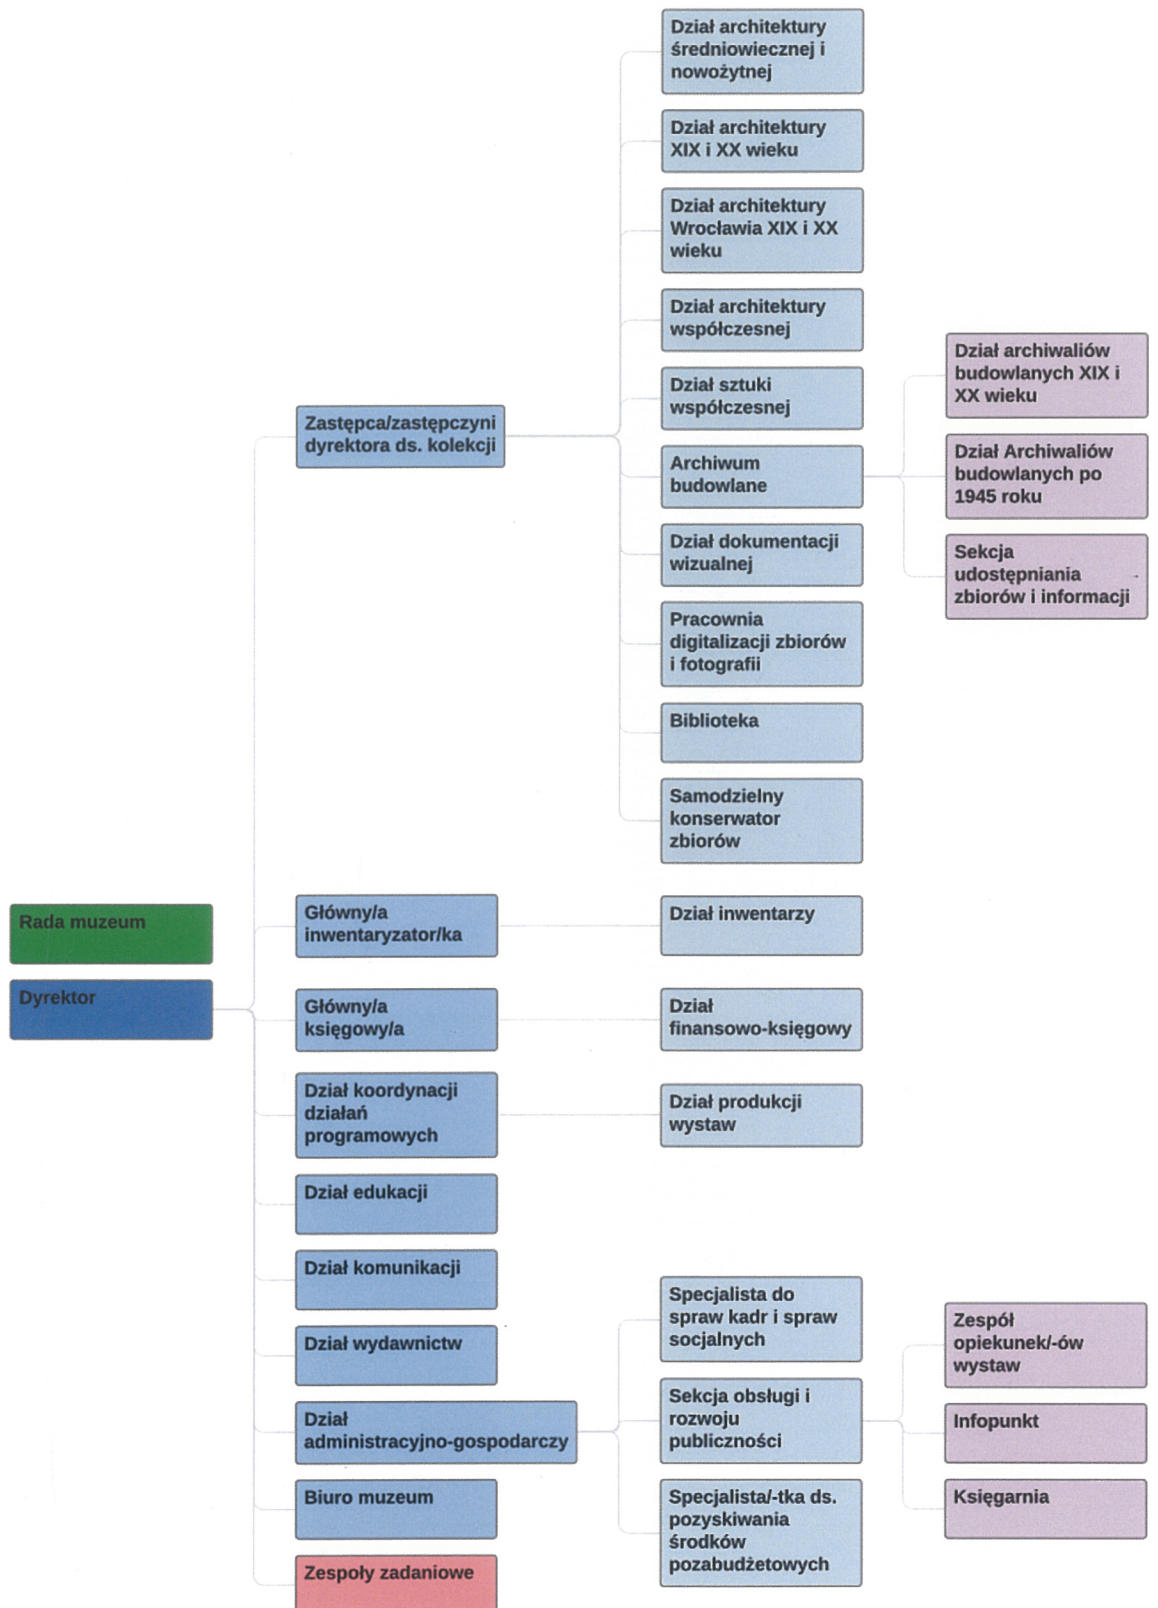 Rada muzeum
Dyrektor
Zastępca/zastępczyni
dyrektora ds. kolekcji
Dział architektury
średniowiecznej i
nowożytnej
Dział architektury
XIX i XX wieku
Dział architektury
Wrocławia XIX i XX
wieku
Dział architektury
współczesnej
Dział sztuki
współczesnej
Archiwum
budowlane
Dział archiwaliów
budowlanych XIX i
XX wieku
Dział Archiwaliów
budowlanych po
1945 roku
Sekcja
udostępniania
zbiorów i informacji
Dział dokumentacji
wizualnej
Pracownia
digitalizacji zbiorów
i fotografii
Biblioteka
Samodzielny
konserwator
zbiorów
Główny/a
inwentaryzator/ka
Dział inwentarzy
Główny/a
księgowy/a
Dział
finansowo-księgowy
Dział koordynacji
działań
programowych
Dział produkcji
wystaw
Dział edukacji
Dział komunikacji
Dział wydawnictw
Dział
administracyjno-gospodarczy
Specjalista do
spraw kadr i spraw
socjalnych
Sekcja obsługi i
rozwoju
publiczności
Zespół
opiekunek/-ów
wystaw
Infopunkt
Księgarnia
Specjalista/-tka ds.
pozyskiwania
środków
pozabudżetowych
Biuro muzeum
Zespoły zadaniowe